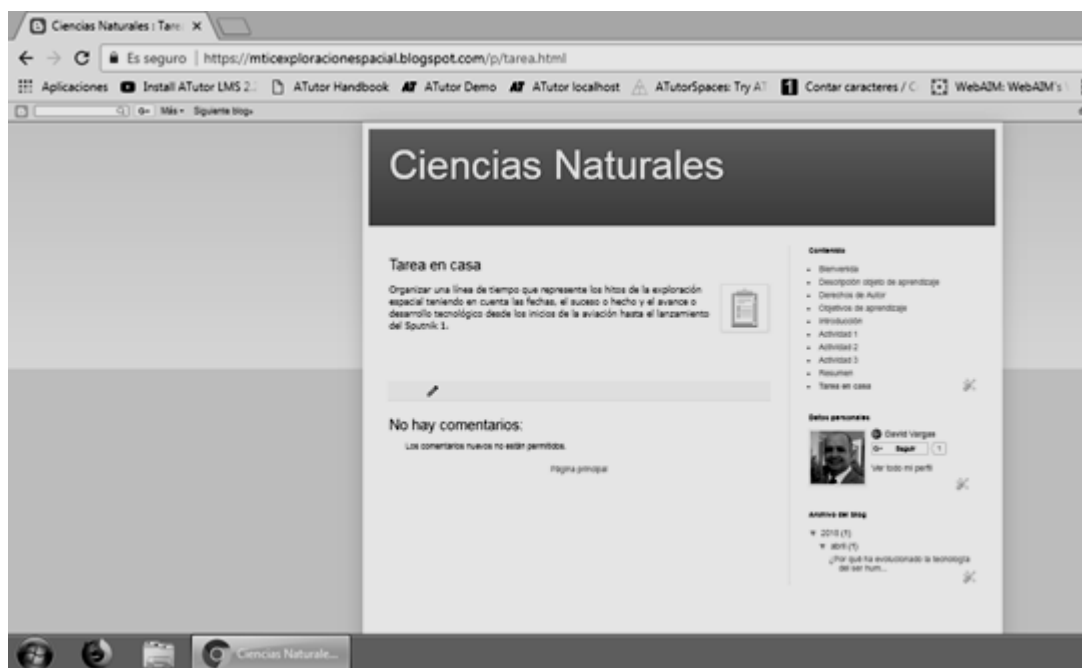 Ciencias Naturales : Tare
Es seguro | https://mticexploracionespacial.blogspot.com/p/tarea.html
Aplicaciones Install ATutor LMS 2. ATutor Handbook ATutor Demo ATutor localhost ATutorSpaces: Try AT Contar caracteres / C WebAIM: WebAIM's
G+ Más Siguiente blog»
Ciencias Naturales
Tarea en casa
Organizar una línea de tiempo que represente los hitos de la exploración
espacial teniendo en cuenta las fechas, el suceso o hecho y el avance o
desarrollo tecnológico desde los inicios de la aviación hasta el lanzamiento
del Sputnik 1.
No hay comentarios:
Los comentarios nuevos no están permitidos.
Página principal
Contenido
Bienvenida
Descripción objeto de aprendizaje
Derechos de Autor
Objetivos de aprendizaje
Introducción
Actividad 1
Actividad 2
Actividad 3
Resumen
Tarea en casa
Datos personales
David Vargas
G+ Seguir 1
Ver todo mi perfil
Archivo del blog
▼ 2018 (1)
▼ abril (1)
¿Por qué ha evolucionado la tecnología
del ser hum...
Ciencias Naturale...